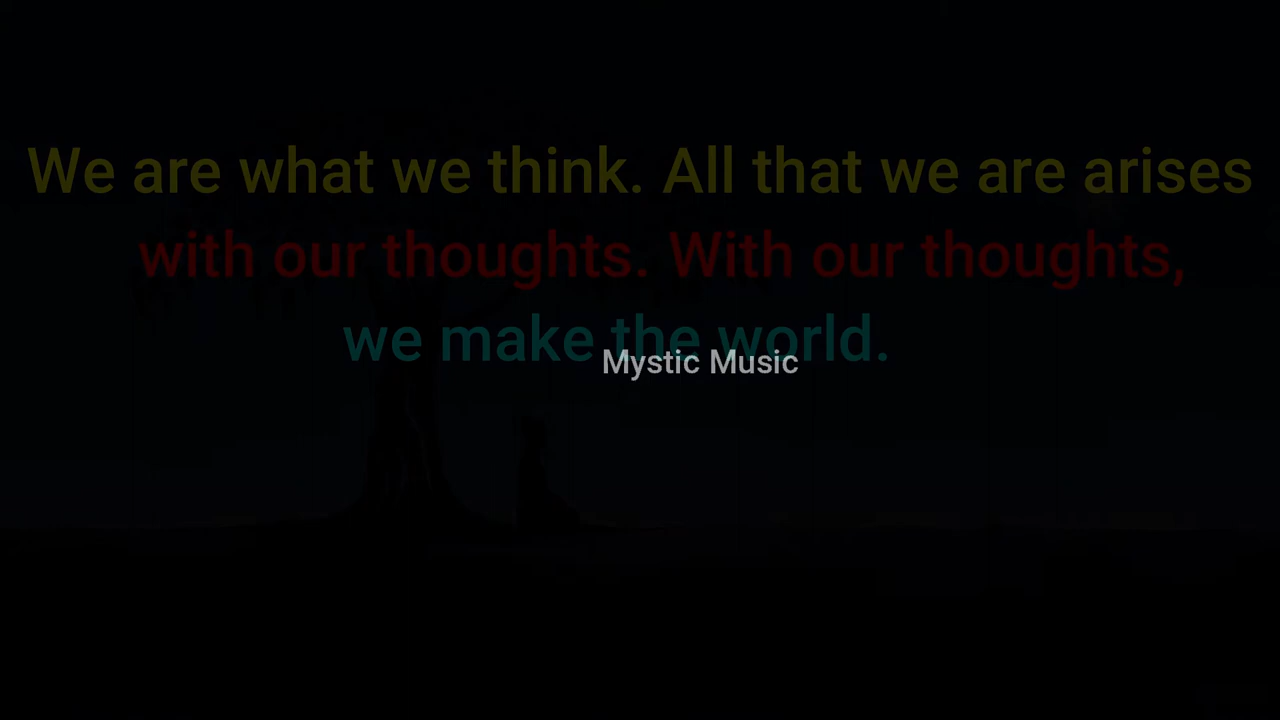 We are what we think. All that we are arises
with our thoughts. With our thoughts,
we make the world.
Mystic Music